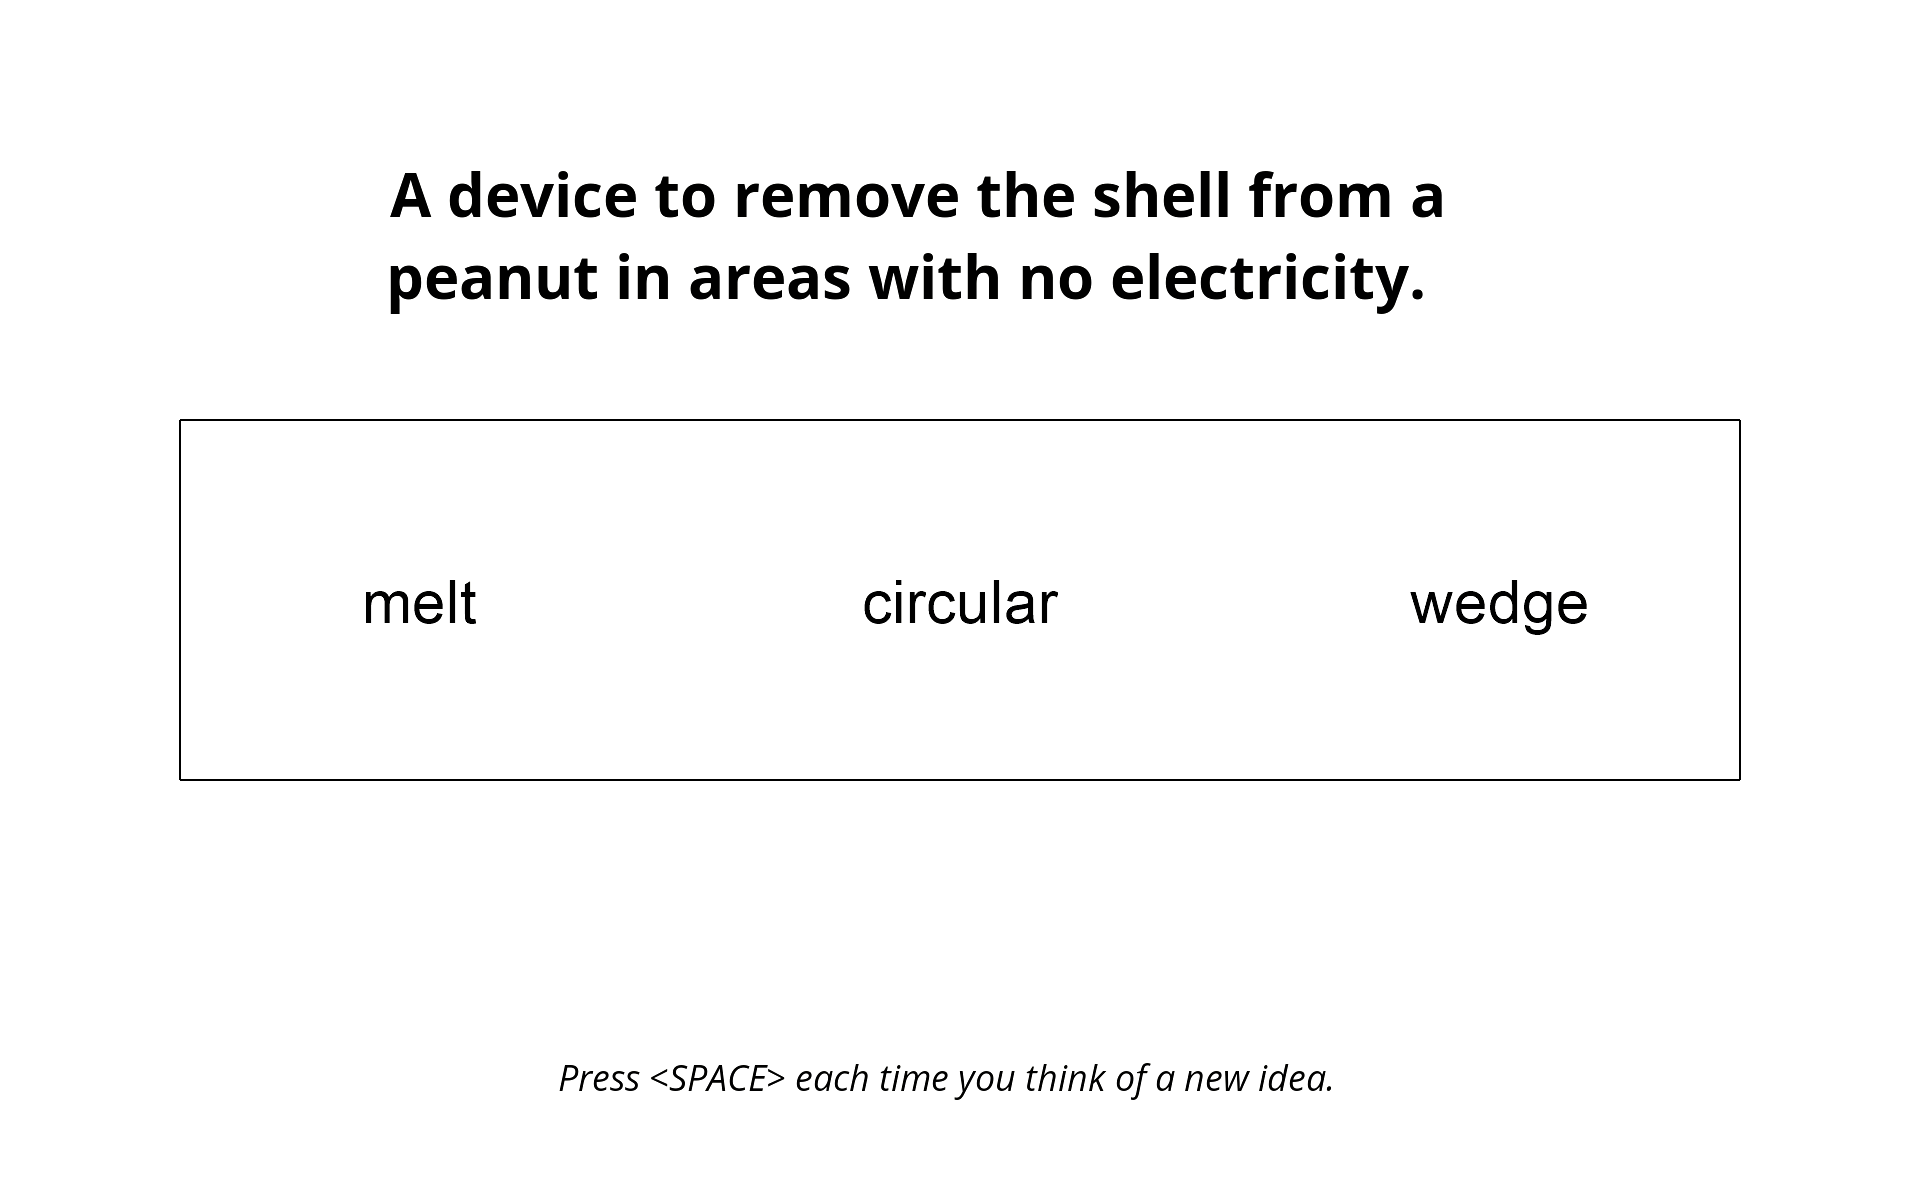 A device to remove the shell from a
peanut in areas with no electricity.
melt circular wedge
Press <SPACE> each time you think of a new idea.